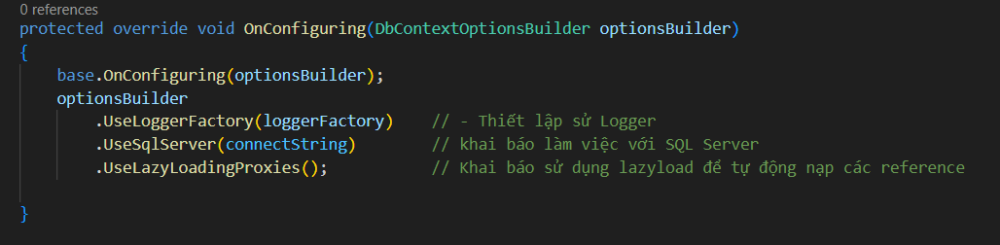 0 references
protected override void OnConfiguring(DbContextOptionsBuilder optionsBuilder)
{
base.OnConfiguring(optionsBuilder);
optionsBuilder
.UseLoggerFactory(loggerFactory) // - Thiết lập sử Logger
.UseSqlServer(connectString) // khai báo làm việc với SQL Server
.UseLazyLoadingProxies(); // Khai báo sử dụng lazyload để tự động nạp các reference
}